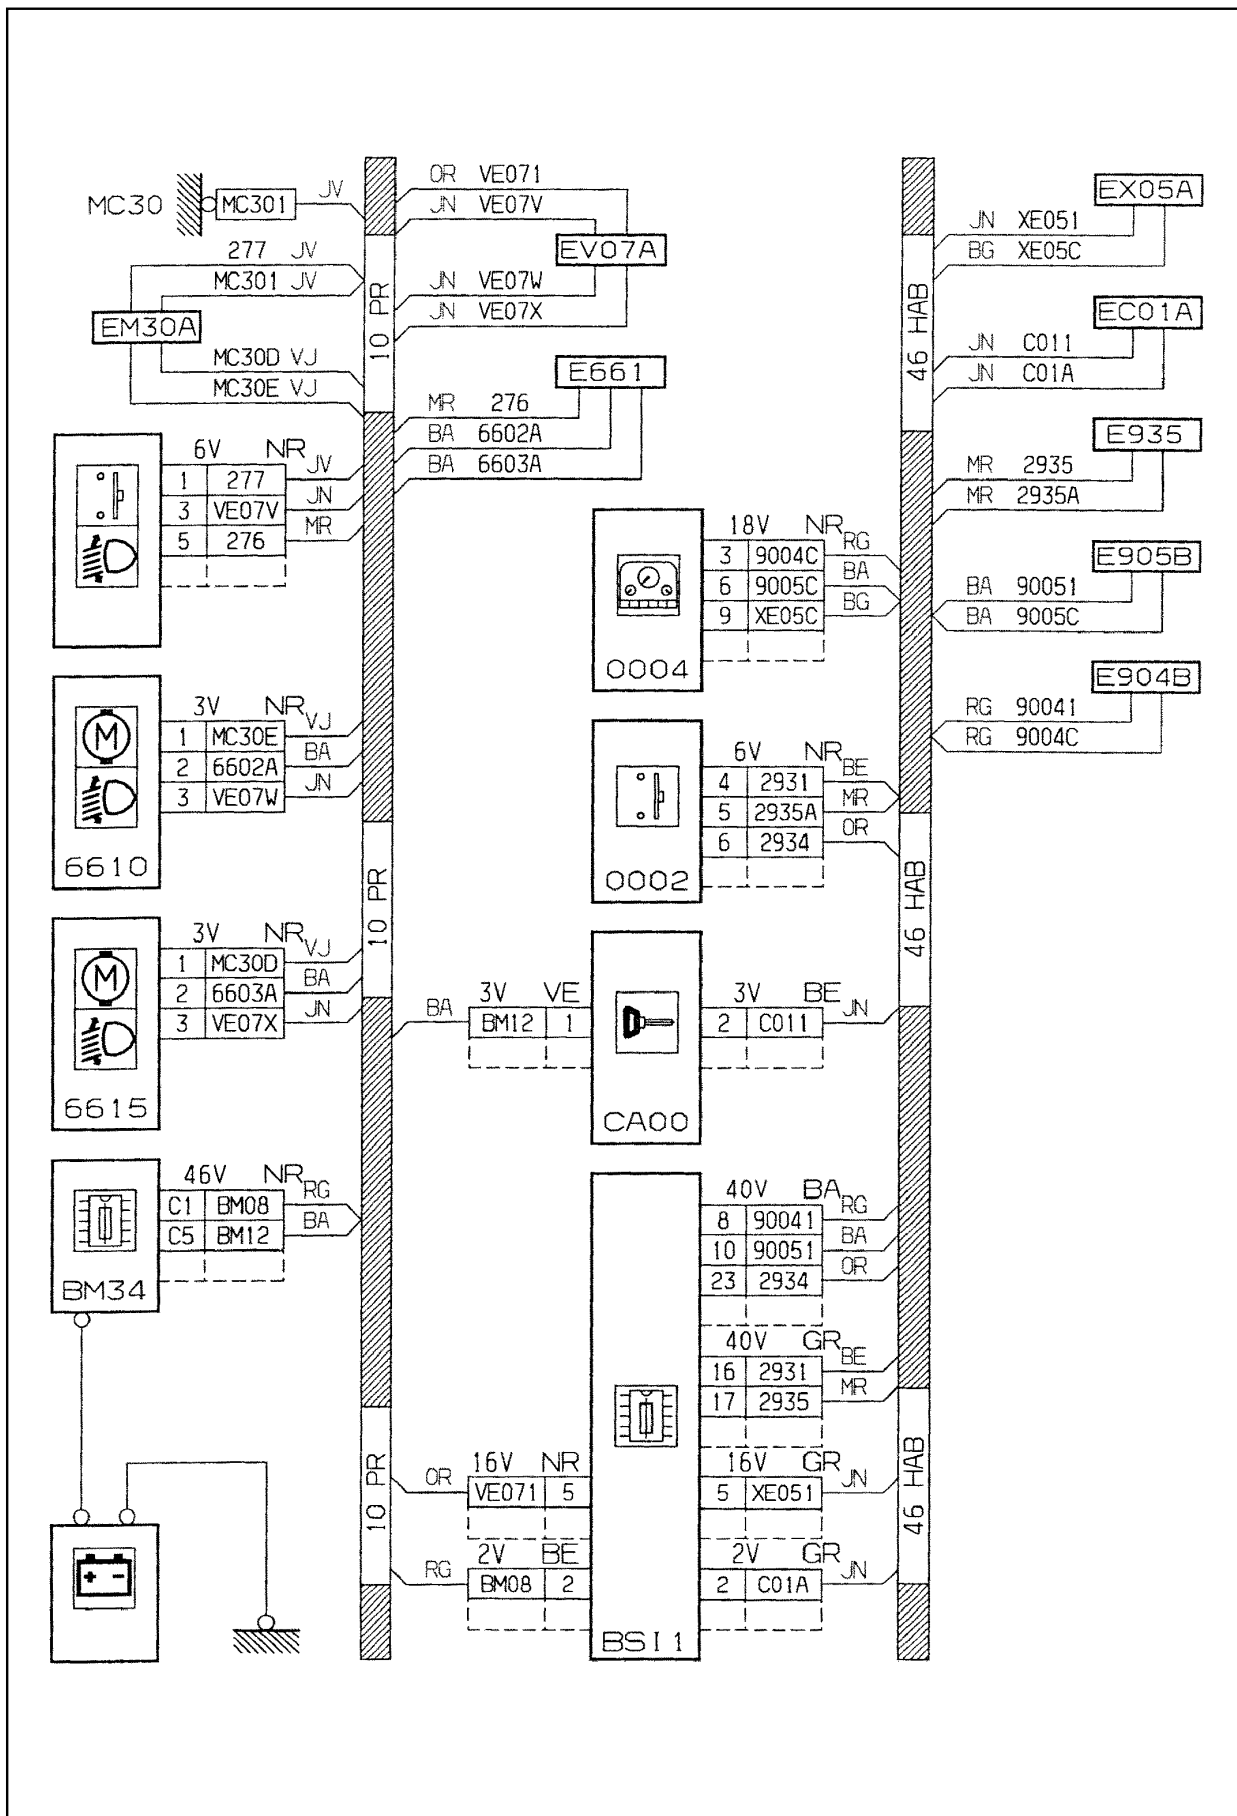 MC30 MC301 JV
OR VE071
JN VE07V
EV07A
JN VE07W
JN VE07X
277 JV
MC301 JV
EM30A
MC30D VJ
MC30E VJ
10 PR
E661
MR 276
BA 6602A
BA 6603A
6V NR
1 277 JV
3 VE07V JN
5 276 MR
3V NR
1 MC30E VJ
2 6602A BA
3 VE07W JN
6610
3V NR
1 MC30D VJ
2 6603A BA
3 VE07X JN
6615
10 PR
46V NR
C1 BM08 RG
C5 BM12 BA
BM34
10 PR
+ -
18V NR
3 9004C RG
6 9005C BA
9 XE05C BG
0004
6V NR
4 2931 BE
5 2935A MR
6 2934 OR
0002
3V VE
BA BM12 1
3V BE
2 C011 JN
CA00
40V BA
8 90041 RG
10 90051 BA
23 2934 OR
40V GR
16 2931 BE
17 2935 MR
16V NR
OR VE071 5
16V GR
5 XE051 JN
2V BE
RG BM08 2
2V GR
2 C01A JN
BSI1
46 HAB
46 HAB
46 HAB
EX05A
JN XE051
BG XE05C
EC01A
JN C011
JN C01A
E935
MR 2935
MR 2935A
E905B
BA 90051
BA 9005C
E904B
RG 90041
RG 9004C
M
M